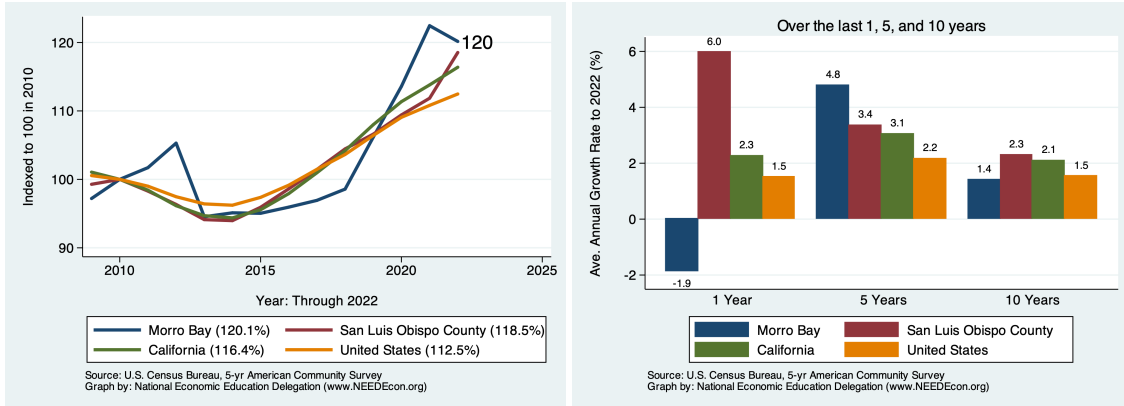 120
Indexed to 100 in 2010
120
110
100
90
2010
2015
2020
2025
Year: Through 2022
Morro Bay (120.1%)
San Luis Obispo County (118.5%)
California (116.4%)
United States (112.5%)
Source: U.S. Census Bureau, 5-yr American Community Survey
Graph by: National Economic Education Delegation (www.NEEDEcon.org)
Over the last 1, 5, and 10 years
Ave. Annual Growth Rate to 2022 (%)
6
4
2
0
-2
-1.9
6.0
2.3
1.5
4.8
3.4
3.1
2.2
1.4
2.3
2.1
1.5
1 Year
5 Years
10 Years
Morro Bay
San Luis Obispo County
California
United States
Source: U.S. Census Bureau, 5-yr American Community Survey
Graph by: National Economic Education Delegation (www.NEEDEcon.org)